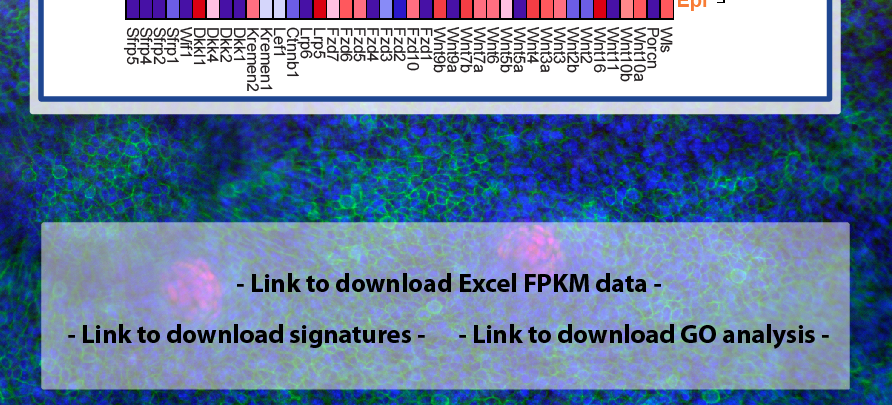 Epi
Sfrp5
Sfrp4
Sfrp2
Sfrp1
Wif1
Dkkl1
Dkk4
Dkk2
Dkk1
Kremen2
Kremen1
Lef1
Ctnnb1
Lrp6
Lrp5
Fzd7
Fzd6
Fzd5
Fzd4
Fzd3
Fzd2
Fzd10
Fzd1
Wnt9b
Wnt9a
Wnt7b
Wnt7a
Wnt6
Wnt5b
Wnt5a
Wnt4
Wnt3a
Wnt3
Wnt2b
Wnt2
Wnt16
Wnt11
Wnt10b
Wnt10a
Porcn
Wls
- Link to download Excel FPKM data -
- Link to download signatures - - Link to download GO analysis -